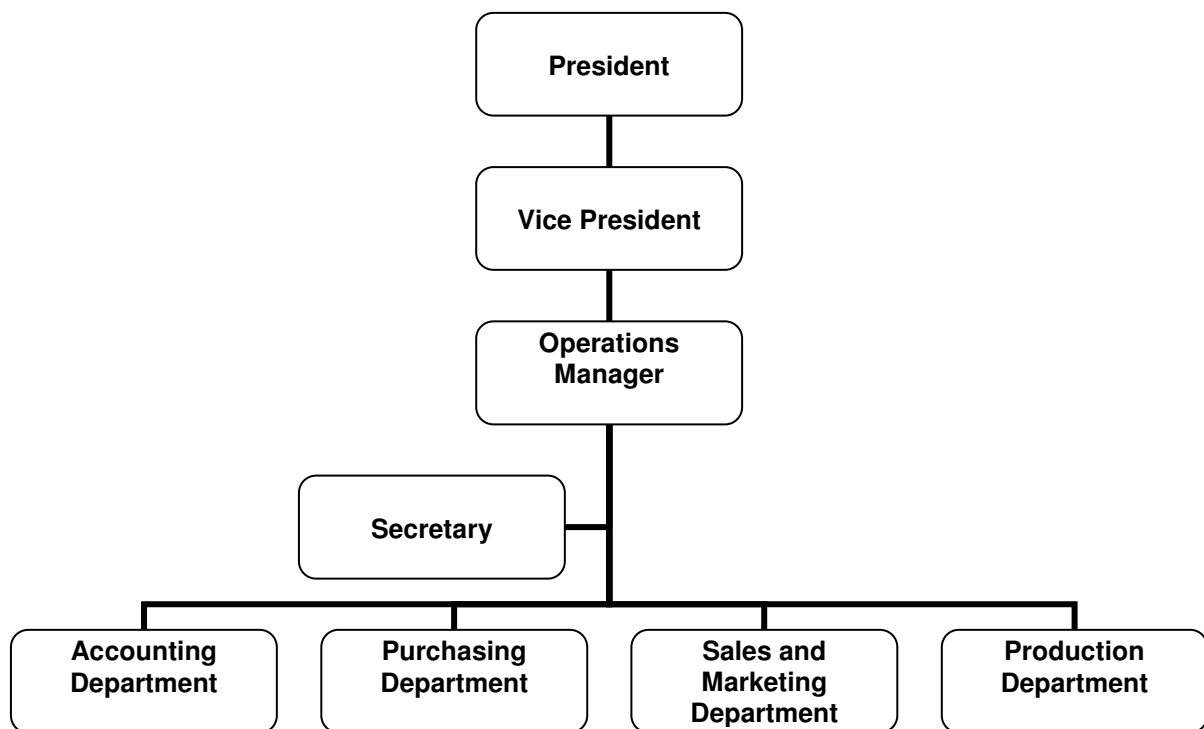 President
Vice President
Operations
Manager
Secretary
Accounting
Department
Purchasing
Department
Sales and
Marketing
Department
Production
Department